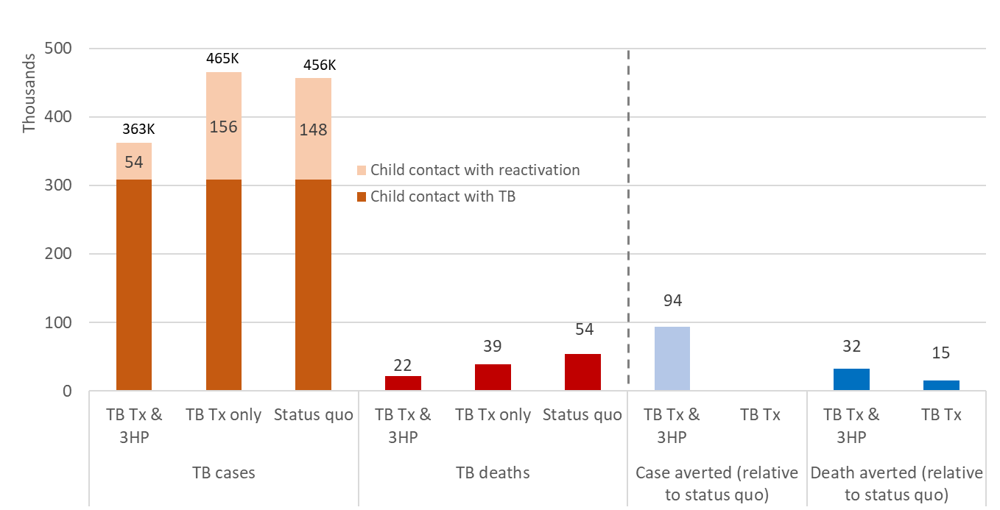 Thousands
500
400
300
200
100
0
363K
54
465K
156
456K
148
Child contact with reactivation
Child contact with TB
22
39
54
94
32
15
TB Tx &
3HP
TB Tx only
Status quo
TB cases
TB Tx &
3HP
TB Tx only
Status quo
TB deaths
TB Tx &
3HP
TB Tx
Case averted (relative
to status quo)
TB Tx &
3HP
TB Tx
Death averted (relative
to status quo)